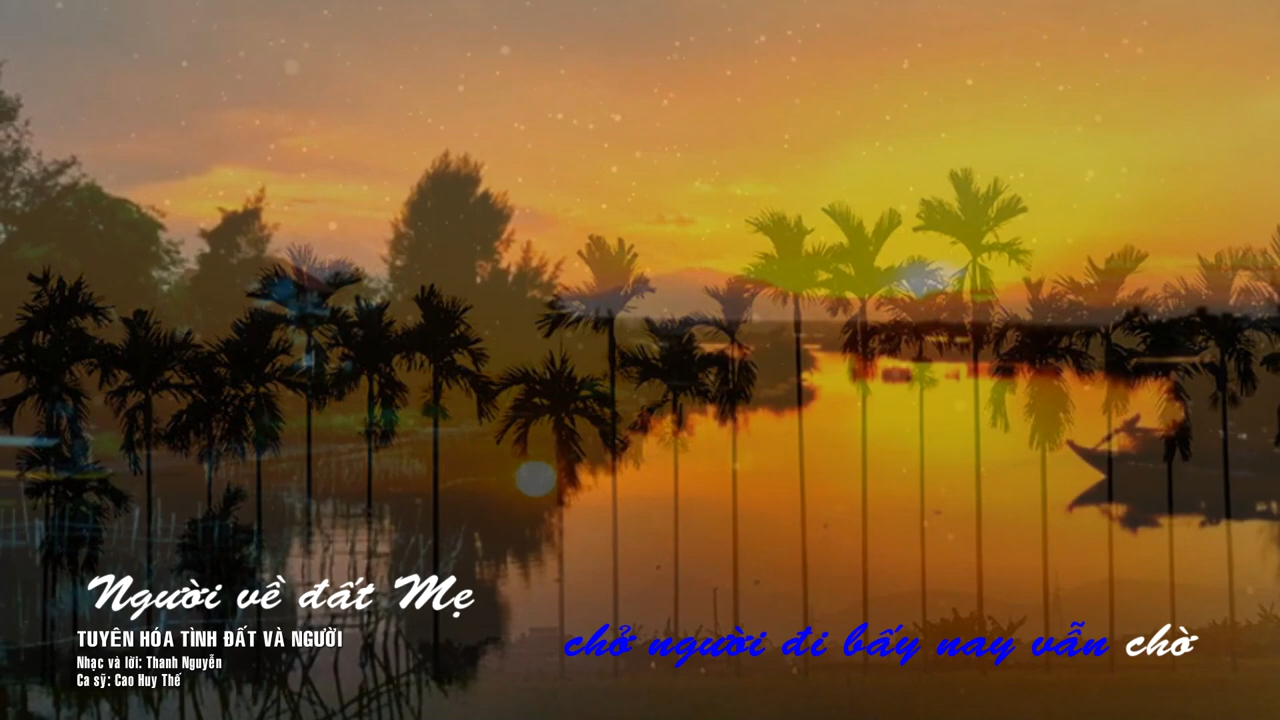 Người về đất Mẹ
TUYÊN HÓA TÌNH ĐẤT VÀ NGƯỜI
Nhạc và lời: Thanh Nguyễn
Ca sỹ: Cao Huy Thế
chở người đi bấy nay vẫn chờ